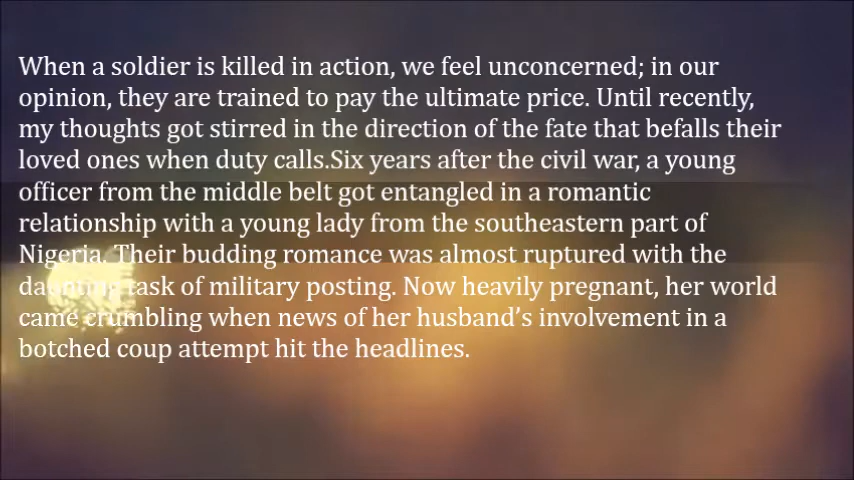 When a soldier is killed in action, we feel unconcerned; in our
opinion, they are trained to pay the ultimate price. Until recently,
my thoughts got stirred in the direction of the fate that befalls their
loved ones when duty calls.Six years after the civil war, a young
officer from the middle belt got entangled in a romantic
relationship with a young lady from the southeastern part of
Nigeria. Their budding romance was almost ruptured with the
daunting task of military posting. Now heavily pregnant, her world
came crumbling when news of her husband's involvement in a
botched coup attempt hit the headlines.